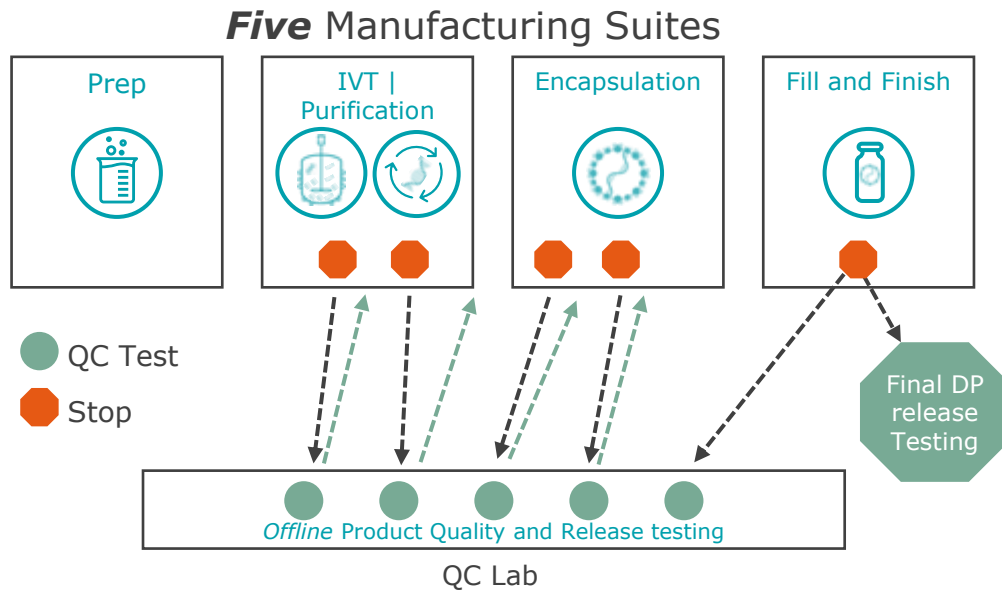 Five Manufacturing Suites
Prep
IVT |
Purification
Encapsulation
Fill and Finish
QC Test
Stop
Final DP
release
Testing
Offline Product Quality and Release testing
QC Lab